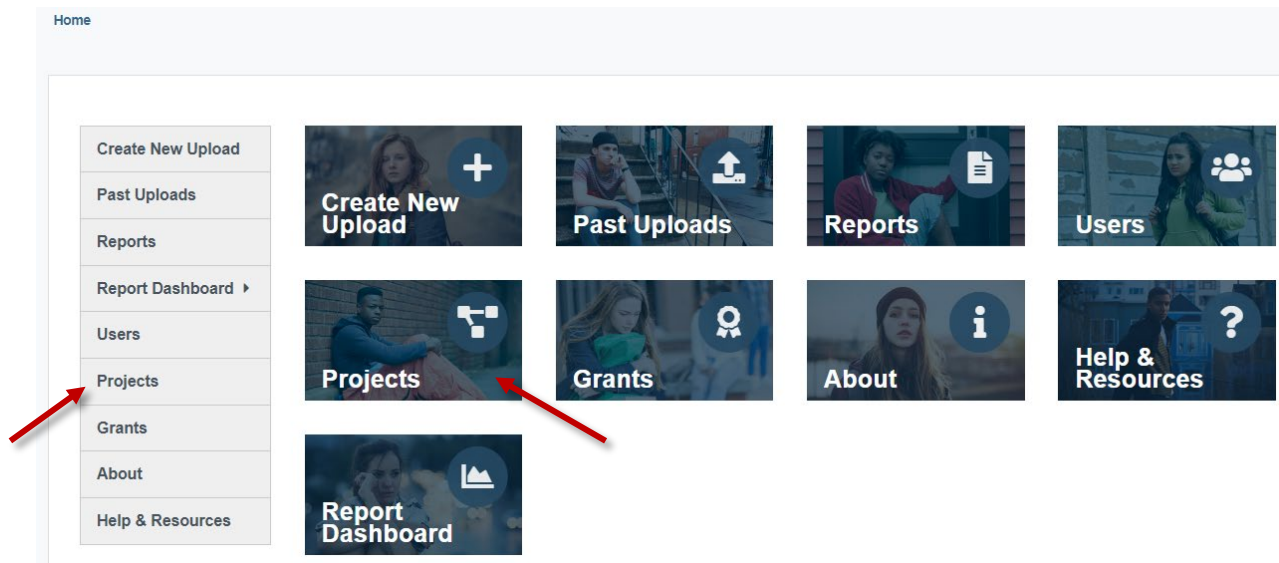 Home
Create New Upload
Past Uploads
Reports
Report Dashboard
Users
Projects
Grants
About
Help & Resources
Create New
Upload
Past Uploads
Reports
Users
Projects
Grants
About
Help &
Resources
Report
Dashboard